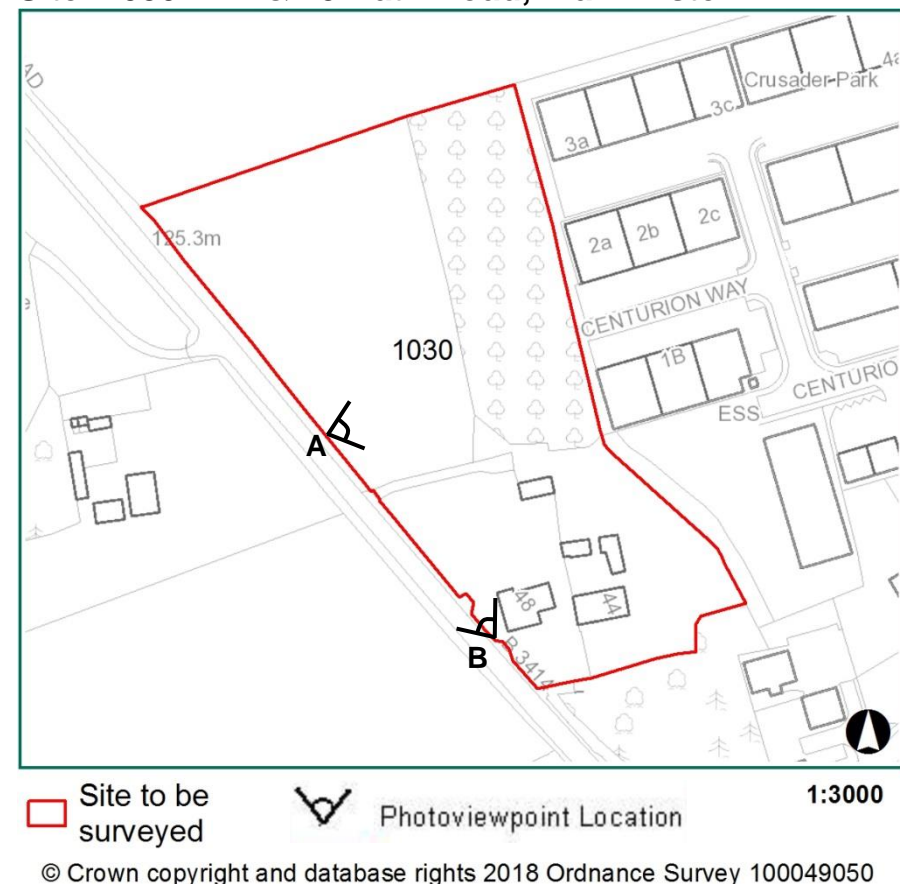 Crusader Park
4a
3c
3a
125.3m
2a
2b
2c
CENTURION WAY
1030
1B
CENTURIO
ESS
A
48
44
B
B 3414
Site to be
surveyed
Photoviewpoint Location
1:3000
© Crown copyright and database rights 2018 Ordnance Survey 100049050